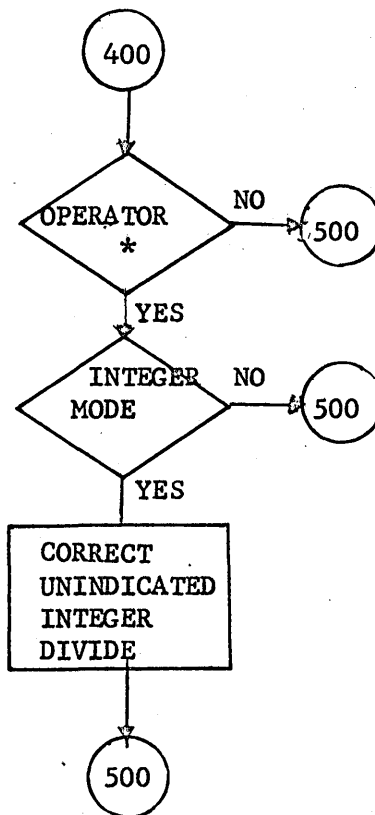 400
OPERATOR
*
NO
500
YES
INTEGER
MODE
NO
500
YES
CORRECT
UNINDICATED
INTEGER
DIVIDE
500